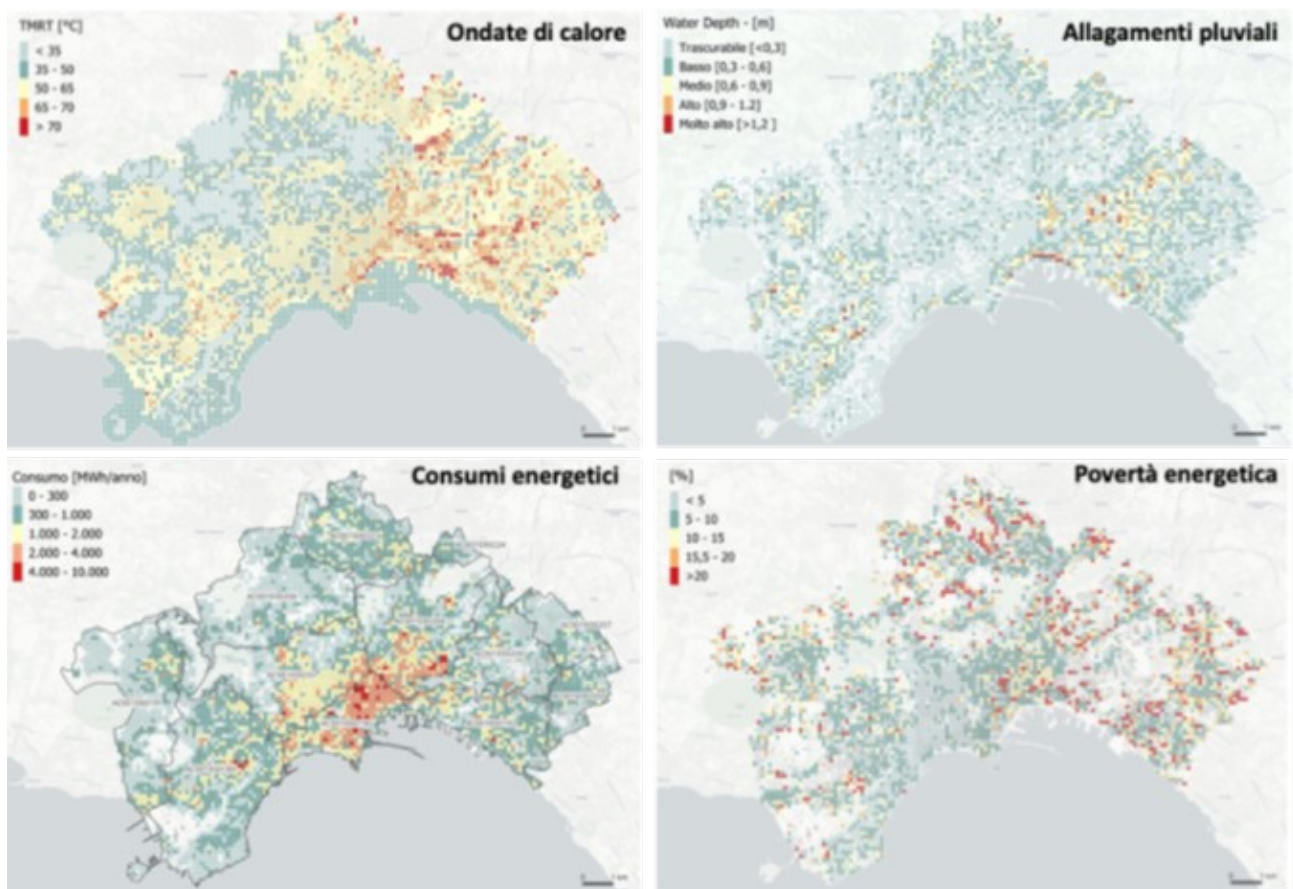 Ondate di calore
TMRT [°C]
< 35
35 - 50
50 - 65
65 - 70
> 70
Allagamenti pluviali
Water Depth - [m]
Trascurabile [<0,3]
Basso [0,3 - 0,6]
Medio [0,6 - 0,9]
Alto [0,9 - 1.2]
Molto alto [>1,2 ]
Consumi energetici
Consumo [MWh/anno]
0 - 300
300 - 1.000
1.000 - 2.000
2.000 - 4.000
4.000 - 10.000
Povertà energetica
[%]
< 5
5 - 10
10 - 15
15,5 - 20
>20